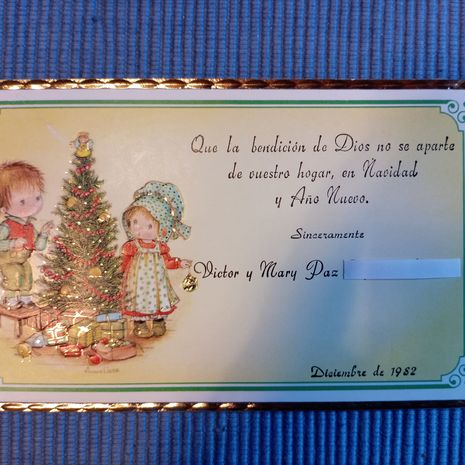 Que la bendición de Dios no se aparte
de vuestro hogar, en Navidad
y Año Nuevo.
Sinceramente
Victor y Mary Paz
Diciembre de 1982